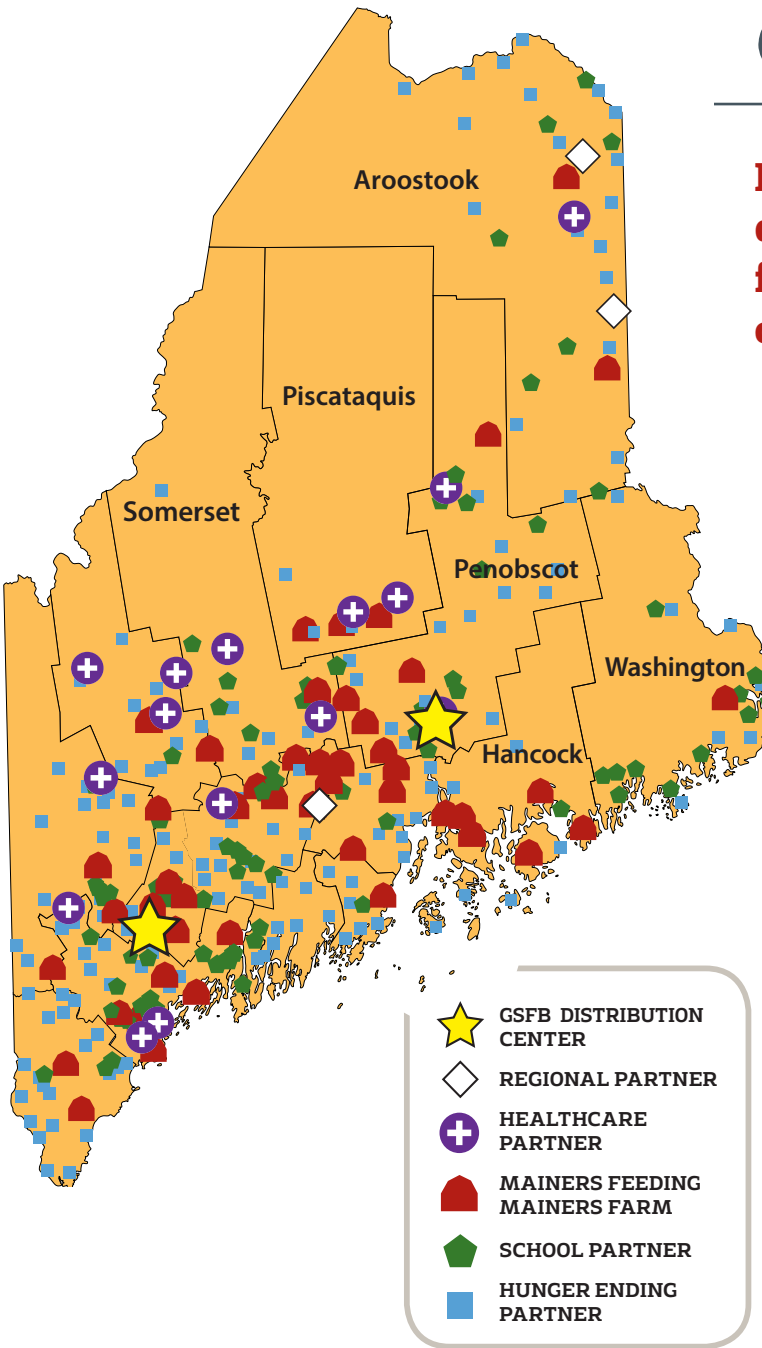 Aroostook
Piscataquis
Somerset
Penobscot
Washington
Hancock
GSFB DISTRIBUTION
CENTER
REGIONAL PARTNER
HEALTHCARE
PARTNER
MAINERS FEEDING
MAINERS FARM
SCHOOL PARTNER
HUNGER ENDING
PARTNER